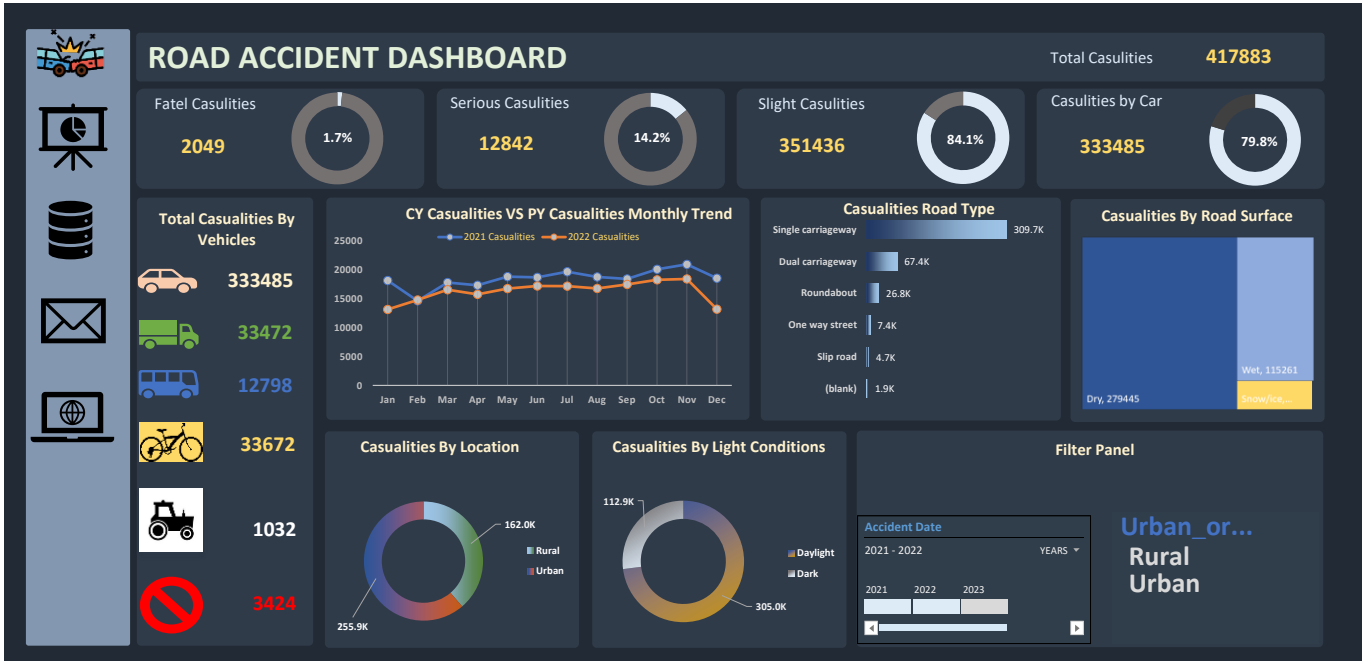 ROAD ACCIDENT DASHBOARD
Total Casulities 417883
Fatel Casulities
2049
1.7%
Serious Casulities
12842
14.2%
Slight Casulities
351436
84.1%
Casulities by Car
333485
79.8%
Total Casualities By
Vehicles
333485
33472
12798
33672
1032
3424
CY Casualities VS PY Casualities Monthly Trend
2021 Casualities 2022 Casualities
25000
20000
15000
10000
5000
0
Jan Feb Mar Apr May Jun Jul Aug Sep Oct Nov Dec
Casualities Road Type
Single carriageway 309.7K
Dual carriageway 67.4K
Roundabout 26.8K
One way street 7.4K
Slip road 4.7K
(blank) 1.9K
Casualities By Road Surface
Dry, 279445
Wet, 115261
Snow/ice,...
Casualities By Location
162.0K
Rural
Urban
255.9K
Casualities By Light Conditions
112.9K
Daylight
Dark
305.0K
Filter Panel
Accident Date
2021 - 2022 YEARS
2021 2022 2023
Urban_or...
Rural
Urban